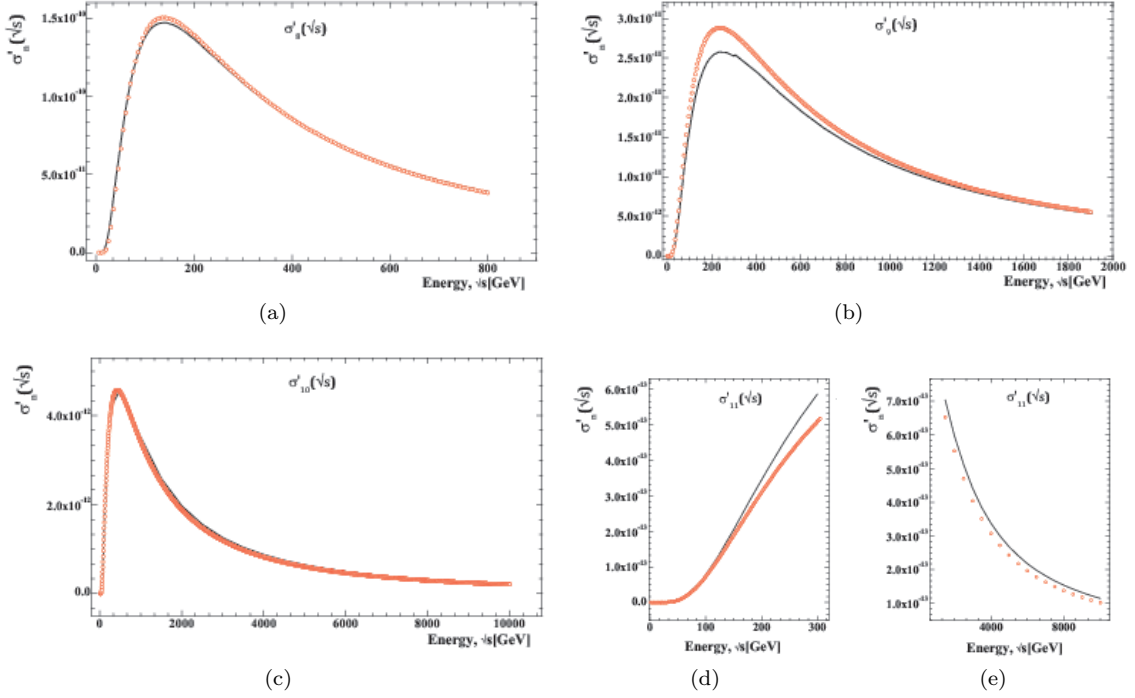 σ'ₙ(√s)
1.5x10⁻¹⁰
1.0x10⁻¹⁰
5.0x10⁻¹¹
0.0
σ'₈(√s)
0 200 400 600 800
Energy, √s[GeV]
(a)
σ'ₙ(√s)
3.0x10⁻¹¹
2.5x10⁻¹¹
2.0x10⁻¹¹
1.5x10⁻¹¹
1.0x10⁻¹¹
5.0x10⁻¹²
0.0
σ'₉(√s)
0 200 400 600 800 1000 1200 1400 1600 1800 2000
Energy, √s[GeV]
(b)
σ'ₙ(√s)
4.0x10⁻¹²
2.0x10⁻¹²
0.0
σ'₁₀(√s)
0 2000 4000 6000 8000 10000
Energy, √s[GeV]
(c)
σ'ₙ(√s)
6.0x10⁻¹³
5.0x10⁻¹³
4.0x10⁻¹³
3.0x10⁻¹³
2.0x10⁻¹³
1.0x10⁻¹³
0.0
σ'₁₁(√s)
0 100 200 300
Energy, √s[GeV]
(d)
σ'ₙ(√s)
7.0x10⁻¹³
6.0x10⁻¹³
5.0x10⁻¹³
4.0x10⁻¹³
3.0x10⁻¹³
2.0x10⁻¹³
1.0x10⁻¹³
σ'₁₁(√s)
4000 8000
Energy, √s[GeV]
(e)